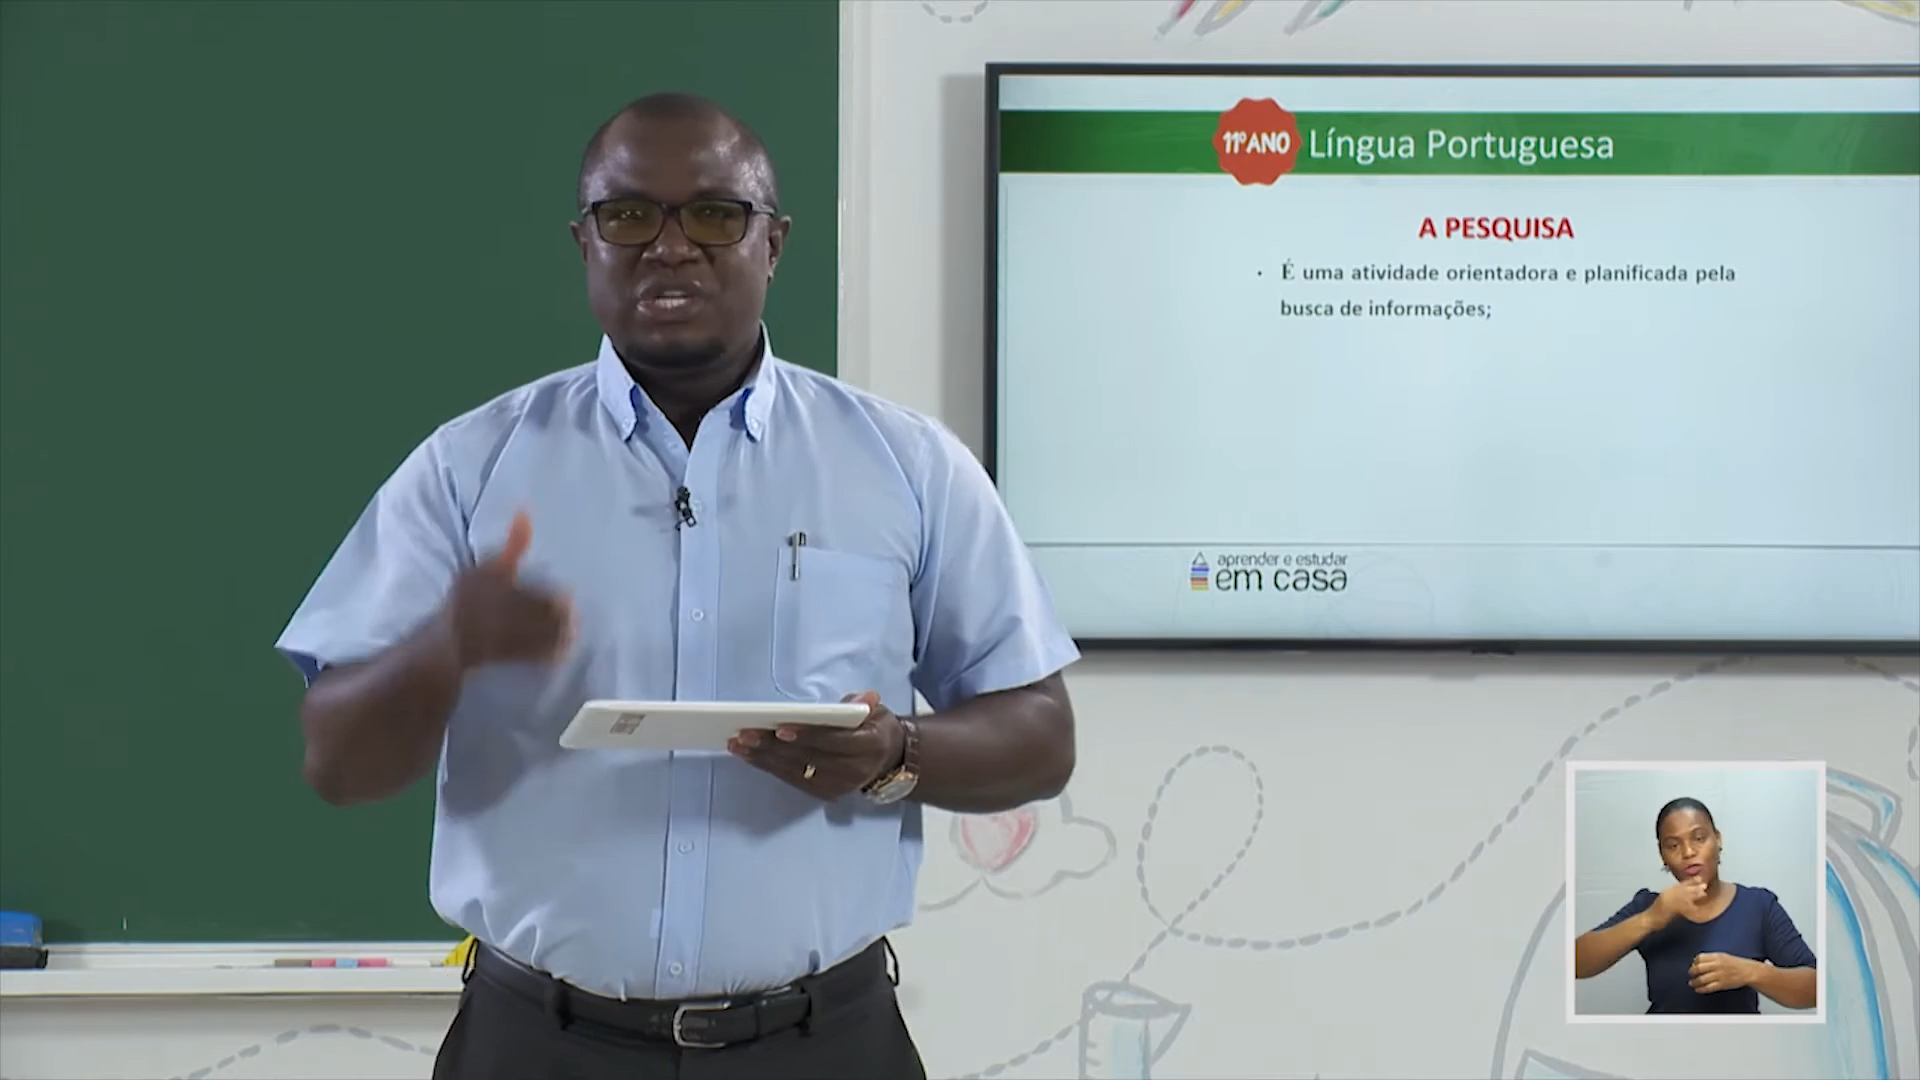 11ºANO Língua Portuguesa
A PESQUISA
· É uma atividade orientadora e planificada pela
busca de informações;
aprender e estudar
em casa